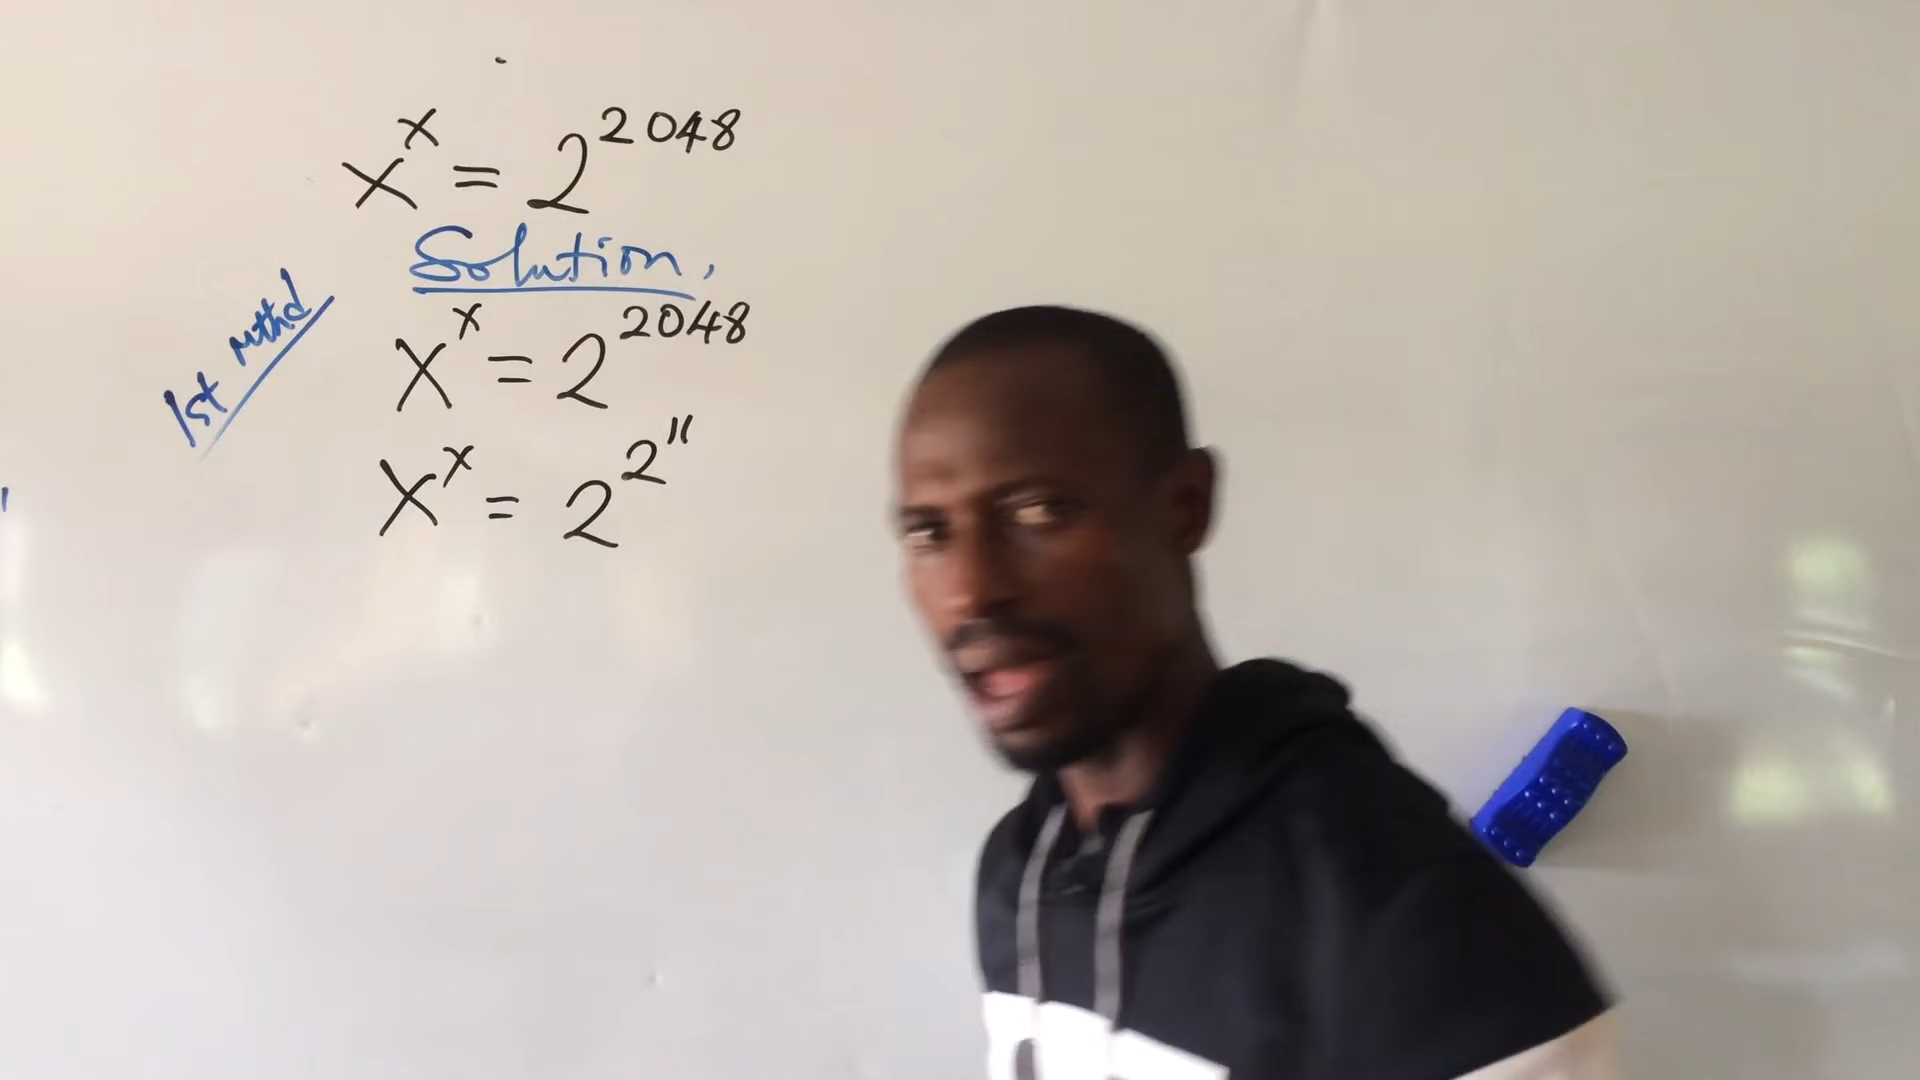 x^x = 2^2048
Solution,
1st mthd
x^x = 2^2048
x^x = 2^2^11